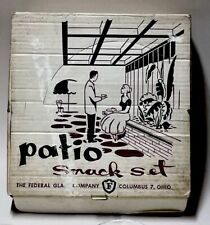 patio
Snack Set
THE FEDERAL GLASS COMPANY F COLUMBUS 7, OHIO